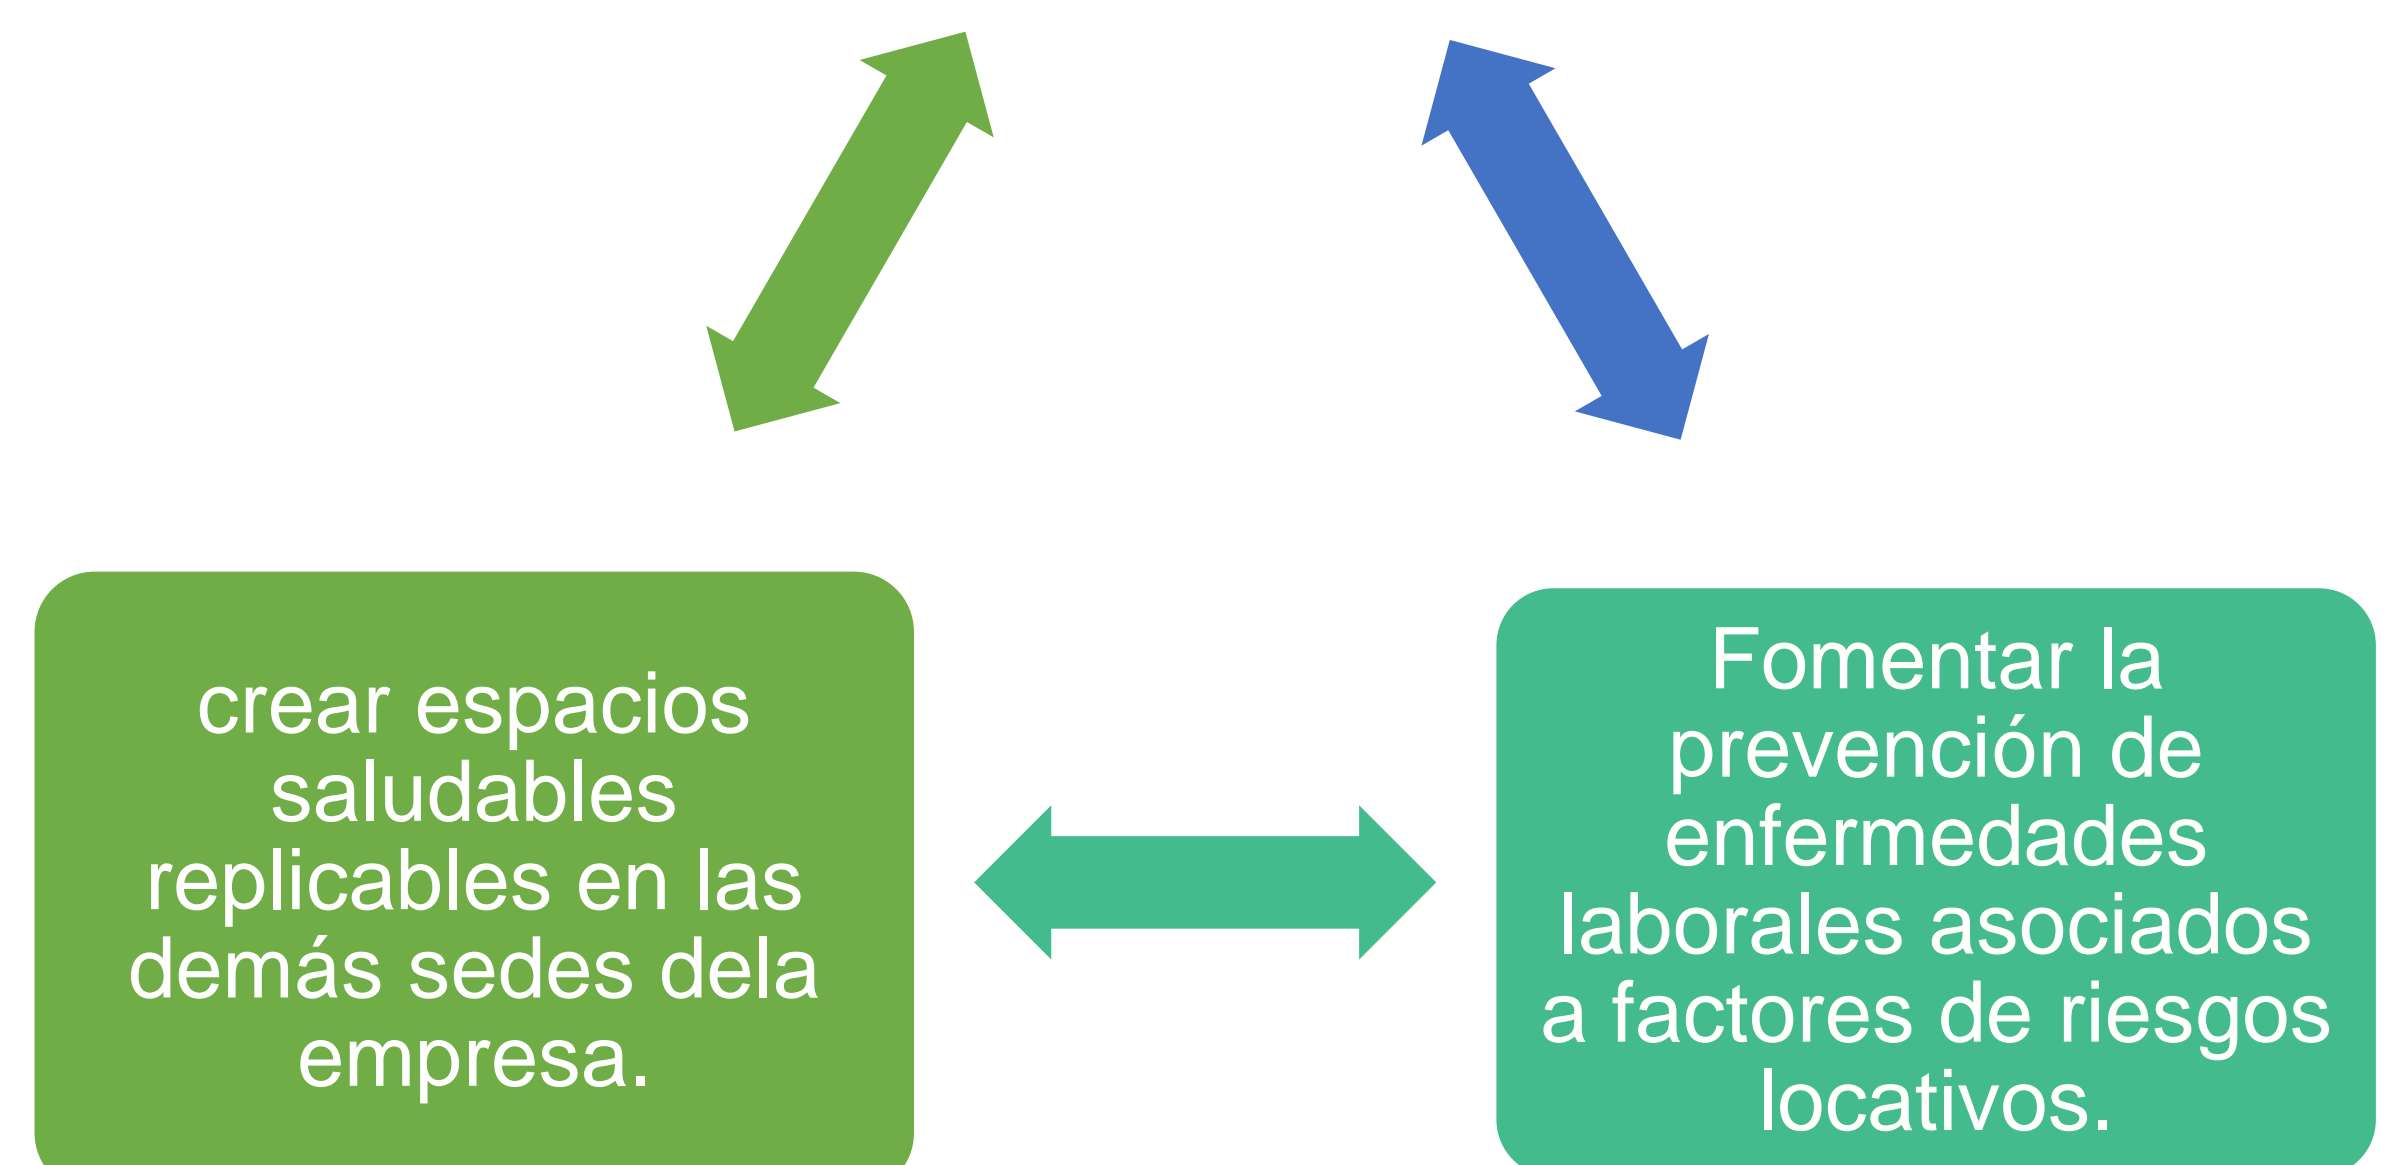 crear espacios
saludables
replicables en las
demás sedes dela
empresa.
Fomentar la
prevención de
enfermedades
laborales asociados
a factores de riesgos
locativos.